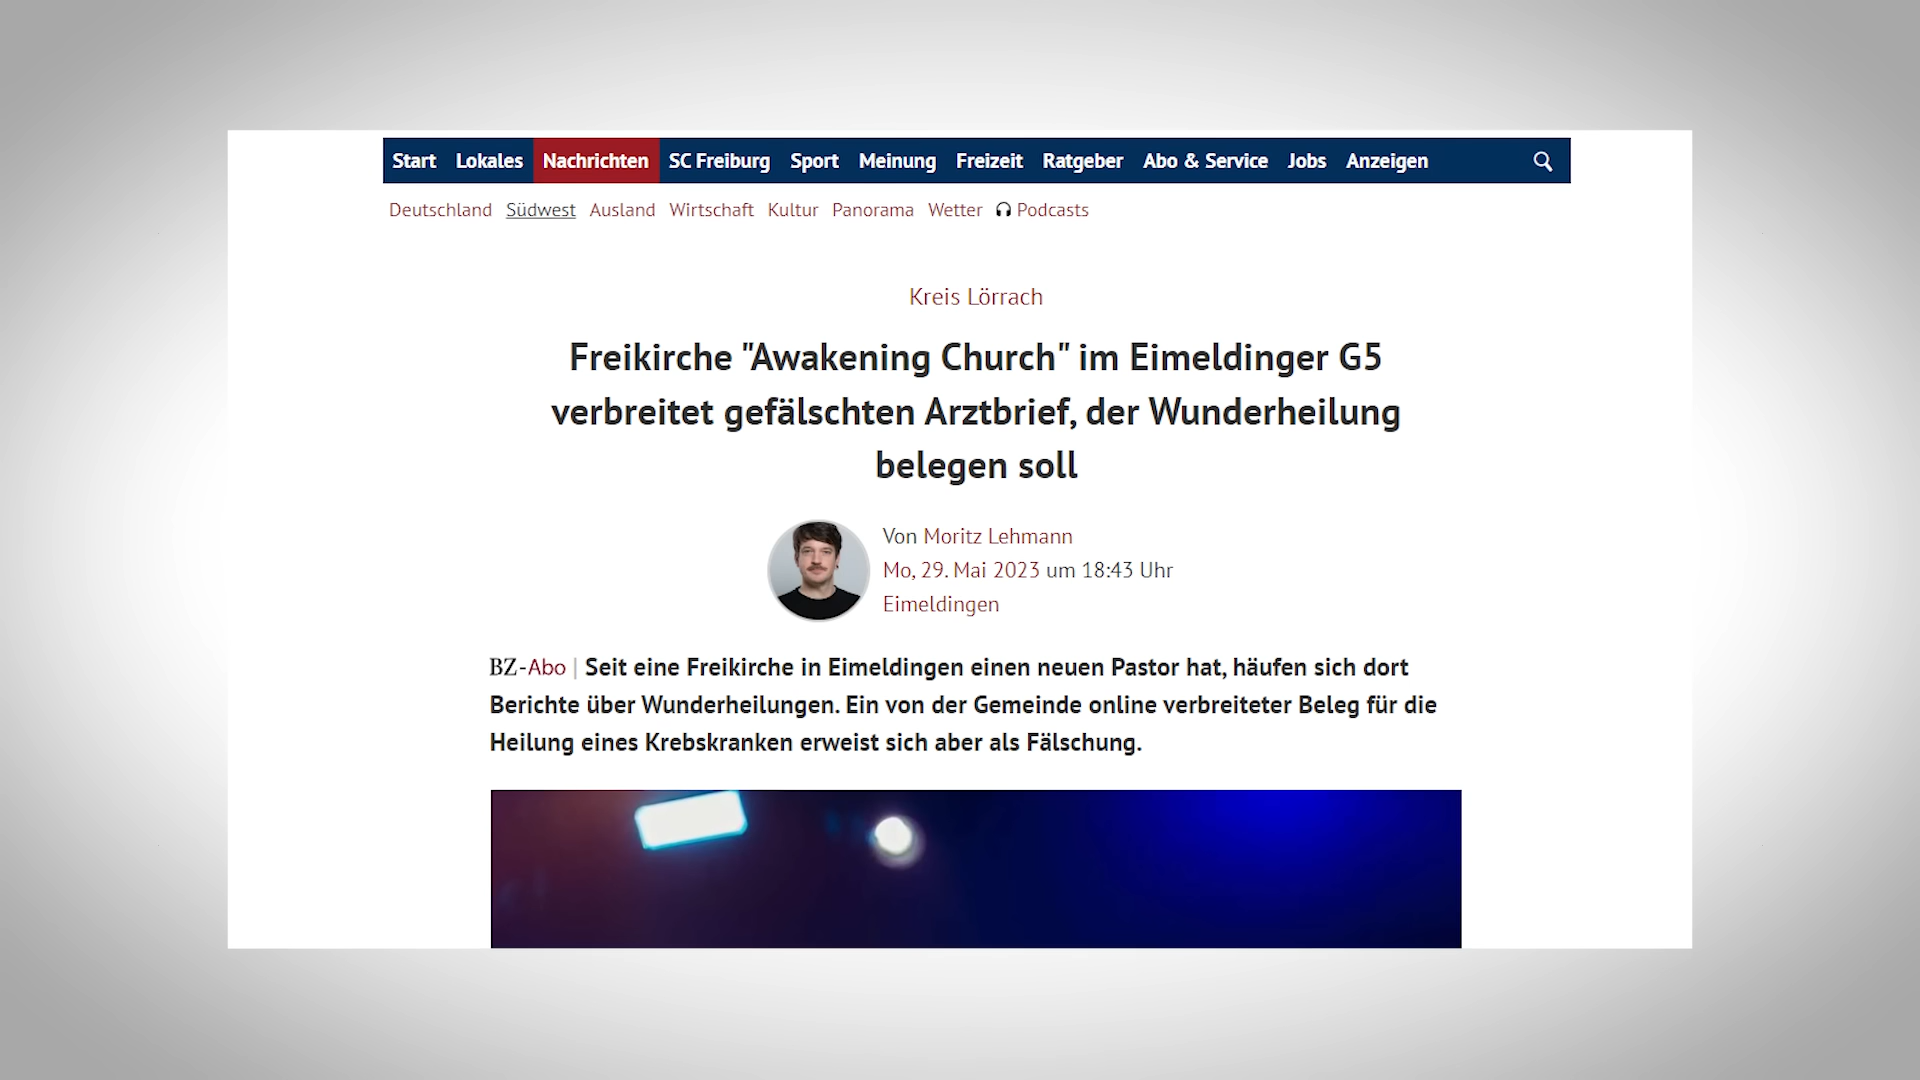 Start Lokales Nachrichten SC Freiburg Sport Meinung Freizeit Ratgeber Abo & Service Jobs Anzeigen
Deutschland Südwest Ausland Wirtschaft Kultur Panorama Wetter Podcasts
Kreis Lörrach
Freikirche "Awakening Church" im Eimeldinger G5
verbreitet gefälschten Arztbrief, der Wunderheilung
belegen soll
Von Moritz Lehmann
Mo, 29. Mai 2023 um 18:43 Uhr
Eimeldingen
BZ-Abo | Seit eine Freikirche in Eimeldingen einen neuen Pastor hat, häufen sich dort
Berichte über Wunderheilungen. Ein von der Gemeinde online verbreiteter Beleg für die
Heilung eines Krebskranken erweist sich aber als Fälschung.